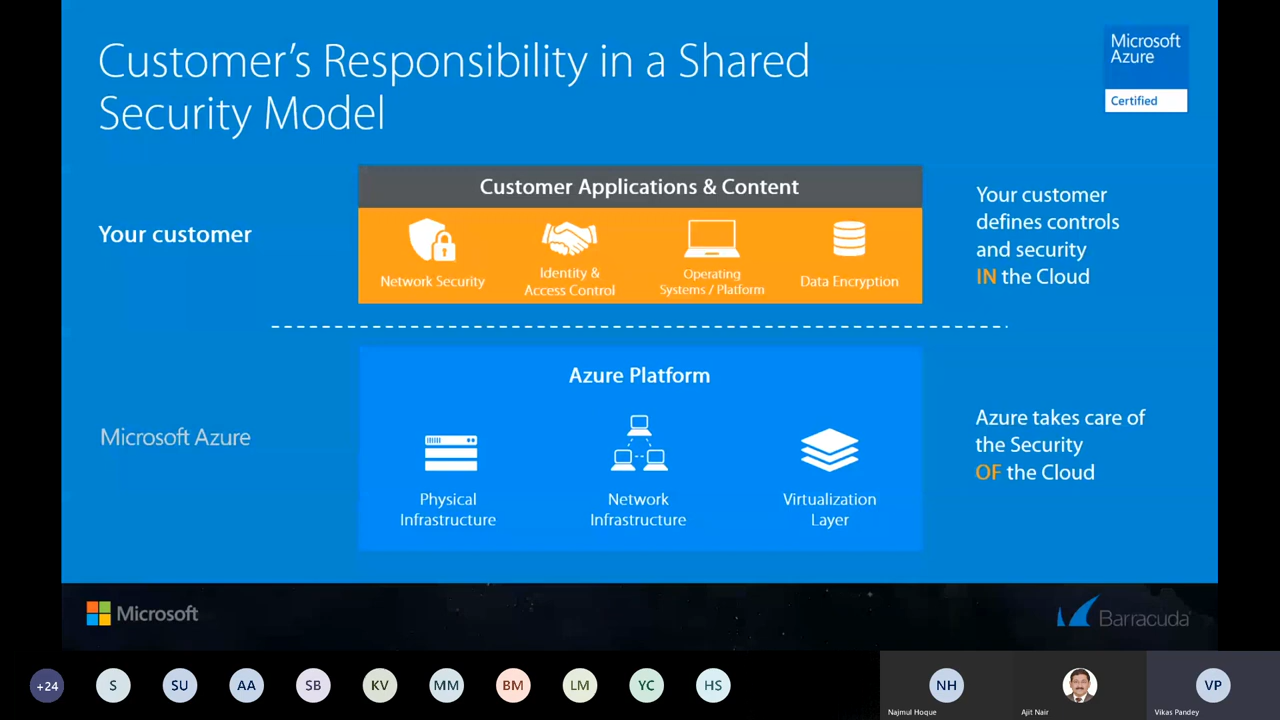 Customer's Responsibility in a Shared
Security Model
Microsoft
Azure
Certified
Your customer
Customer Applications & Content
Network Security
Identity &
Access Control
Operating
Systems / Platform
Data Encryption
Your customer
defines controls
and security
IN the Cloud
Microsoft Azure
Azure Platform
Physical
Infrastructure
Network
Infrastructure
Virtualization
Layer
Azure takes care of
the Security
OF the Cloud
Microsoft
Barracuda
+24
S
SU
AA
SB
KV
MM
BM
LM
YC
HS
NH
Najmul Hoque
Ajit Nair
VP
Vikas Pandey